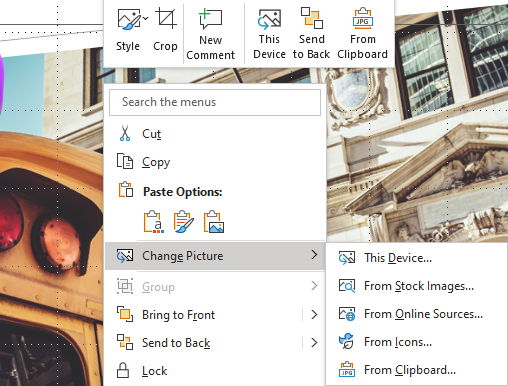 Style
Crop
New
Comment
This
Device
Send
to Back
From
Clipboard
JPG
Search the menus
Cut
Copy
Paste Options:
a
Change Picture
Group
Bring to Front
Send to Back
Lock
This Device...
From Stock Images...
From Online Sources...
From Icons...
From Clipboard...
JPG